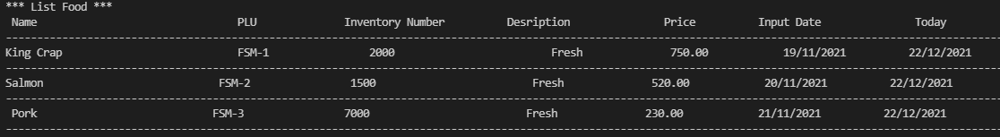 *** List Food ***
Name PLU Inventory Number Desription Price Input Date Today
King Crap FSM-1 2000 Fresh 750.00 19/11/2021 22/12/2021
Salmon FSM-2 1500 Fresh 520.00 20/11/2021 22/12/2021
Pork FSM-3 7000 Fresh 230.00 21/11/2021 22/12/2021